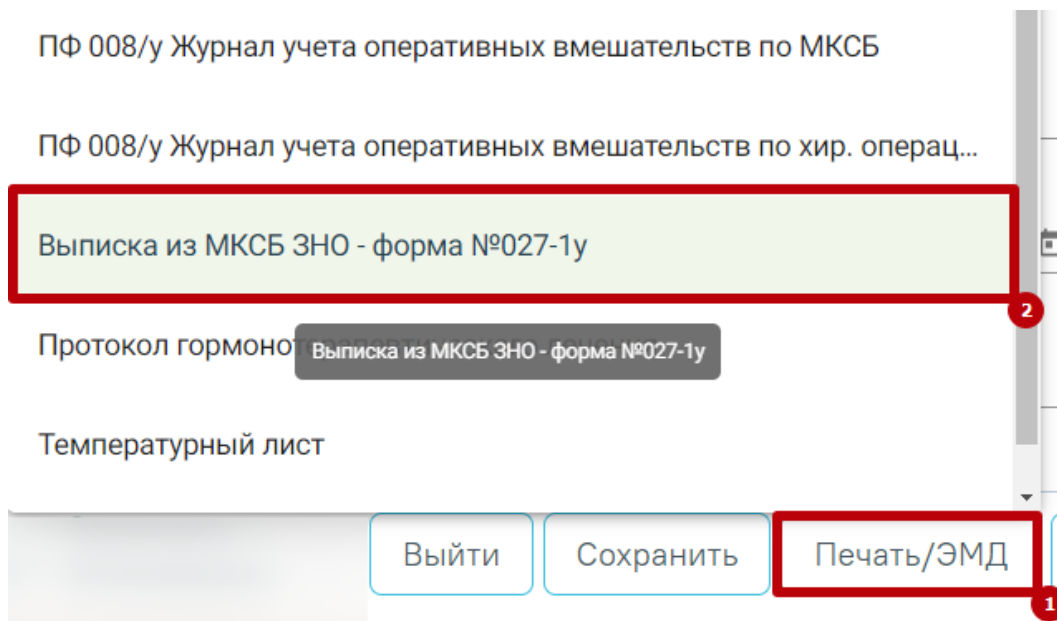 ПФ 008/у Журнал учета оперативных вмешательств по МКСБ
ПФ 008/у Журнал учета оперативных вмешательств по хир. операц...
Выписка из МКСБ ЗНО - форма №027-1у
2
Протокол гормоно
Выписка из МКСБ ЗНО - форма №027-1у
Температурный лист
Выйти
Сохранить
Печать/ЭМД
1